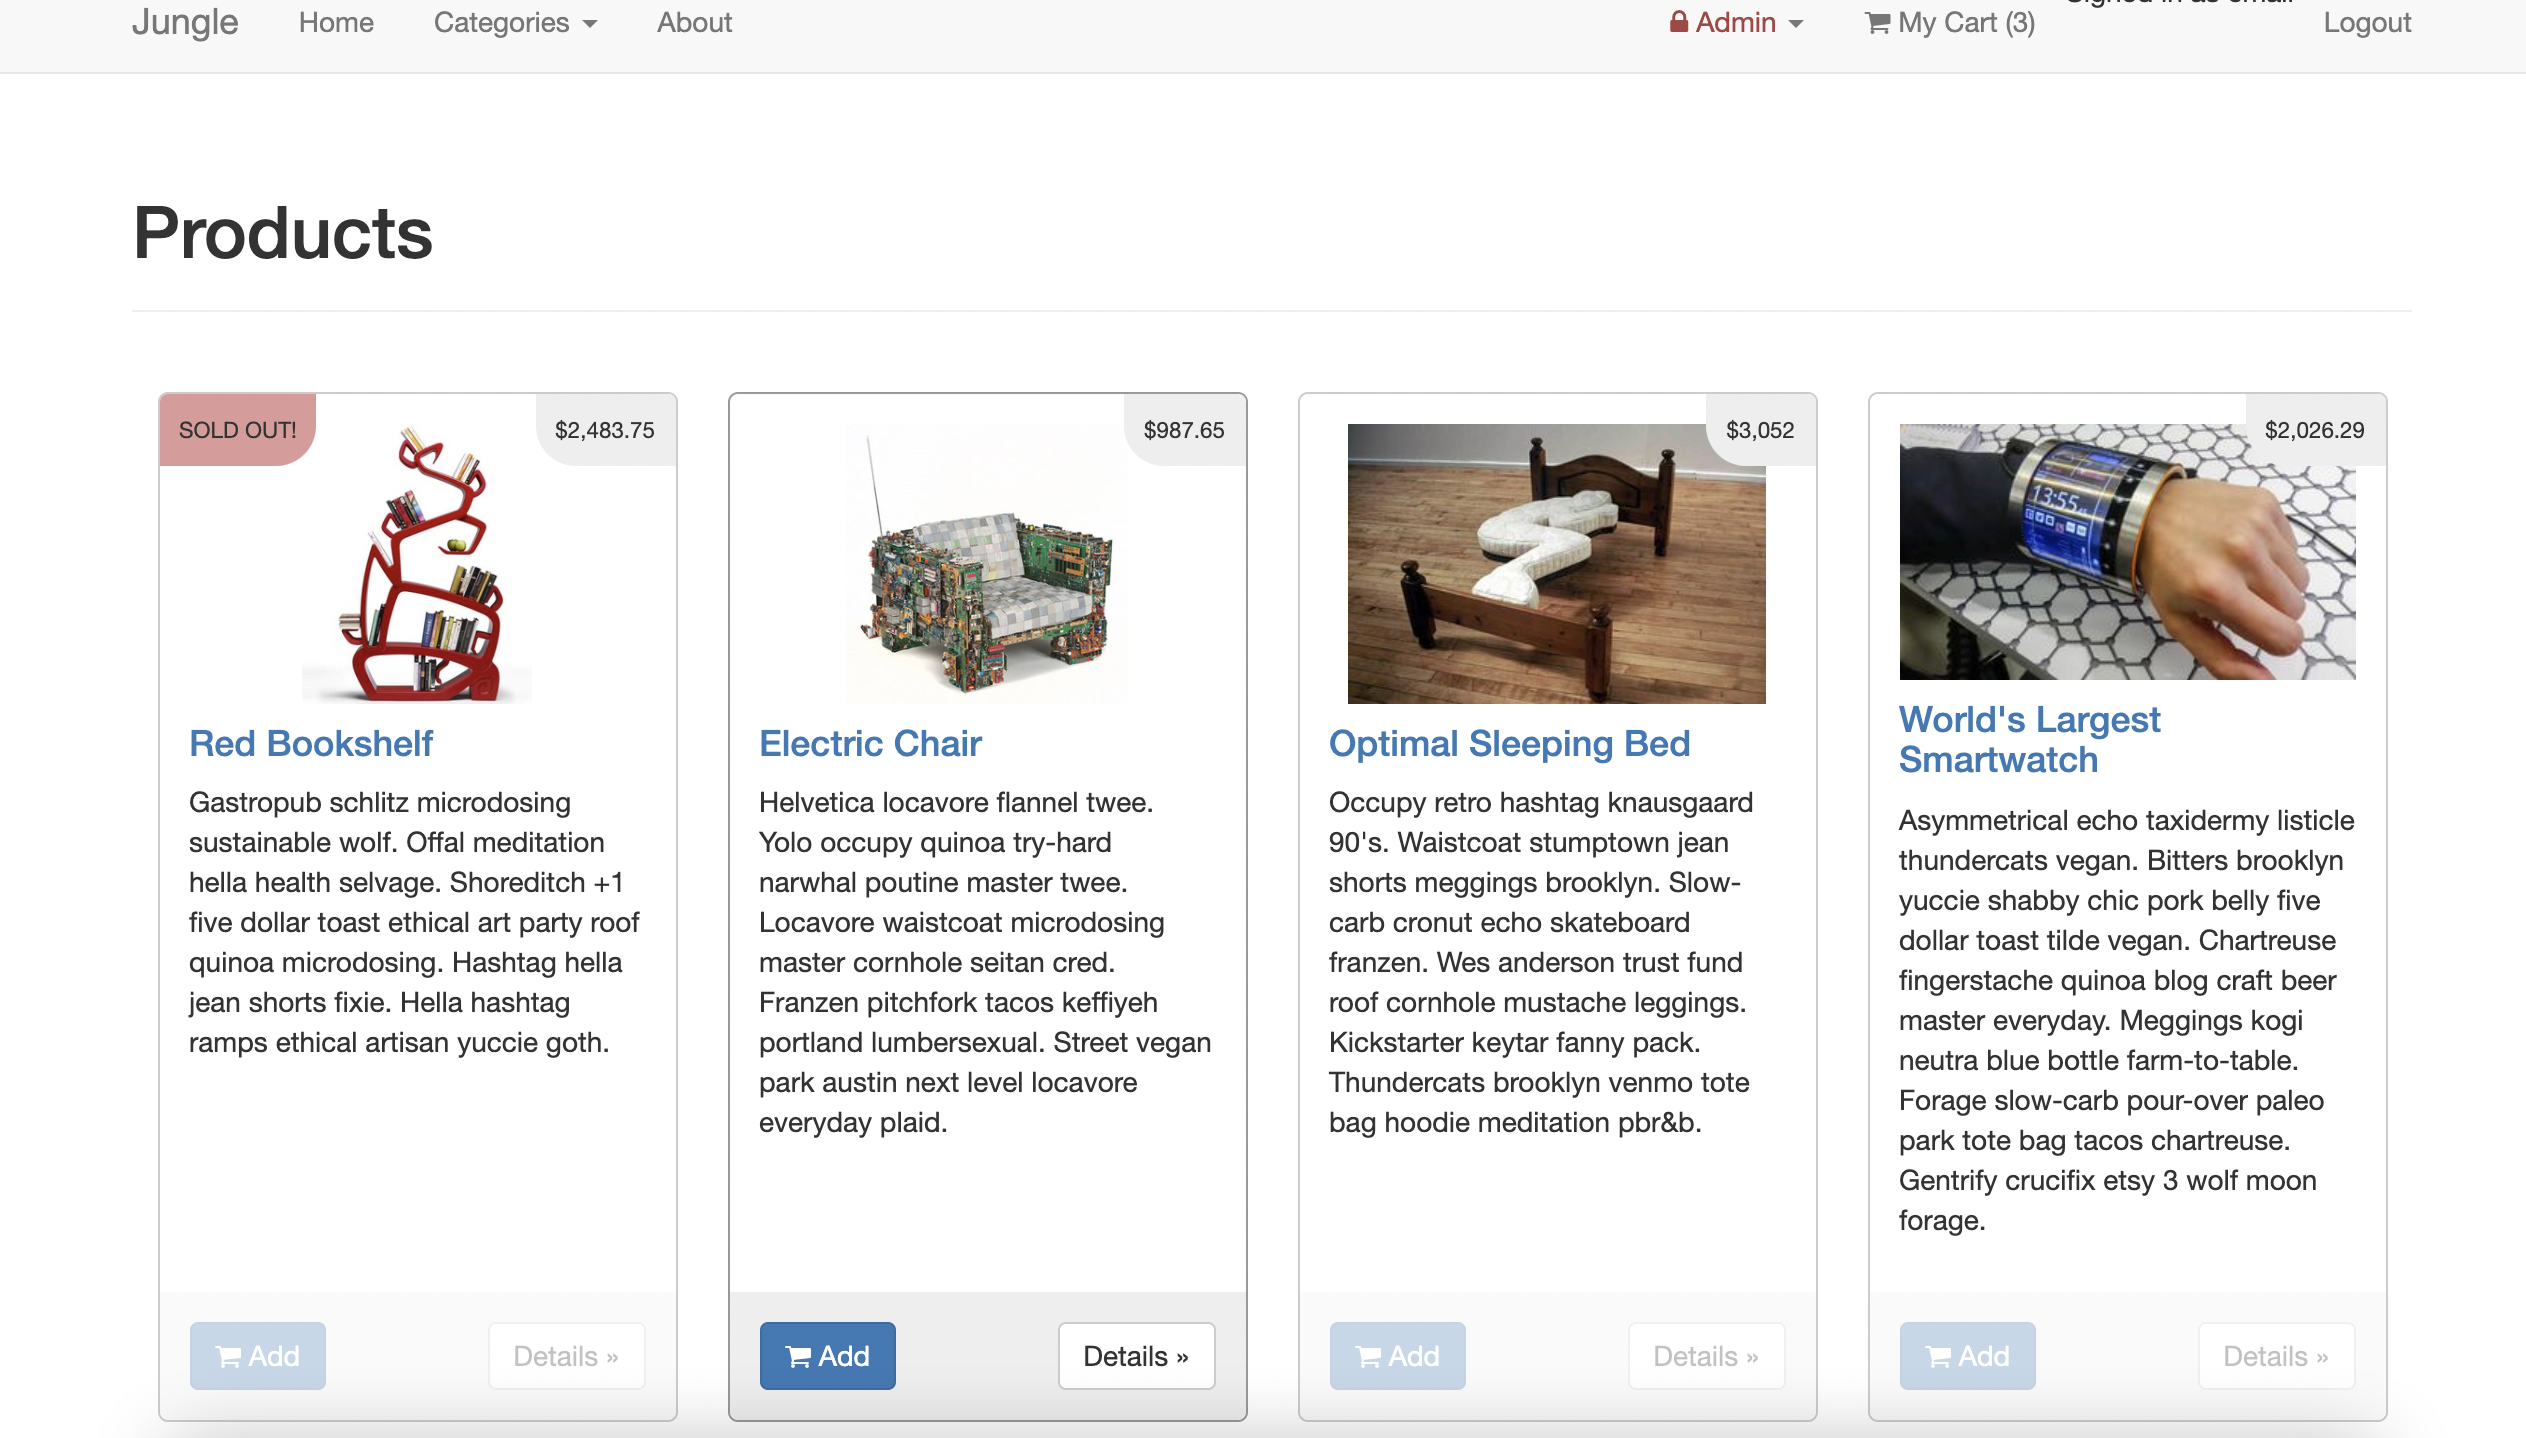 Jungle Home Categories About Admin My Cart (3) Signed in as email Logout
Products
SOLD OUT!
$2,483.75
Red Bookshelf
Gastropub schlitz microdosing
sustainable wolf. Offal meditation
hella health selvage. Shoreditch +1
five dollar toast ethical art party roof
quinoa microdosing. Hashtag hella
jean shorts fixie. Hella hashtag
ramps ethical artisan yuccie goth.
Add
Details »
$987.65
Electric Chair
Helvetica locavore flannel twee.
Yolo occupy quinoa try-hard
narwhal poutine master twee.
Locavore waistcoat microdosing
master cornhole seitan cred.
Franzen pitchfork tacos keffiyeh
portland lumbersexual. Street vegan
park austin next level locavore
everyday plaid.
Add
Details »
$3,052
Optimal Sleeping Bed
Occupy retro hashtag knausgaard
90's. Waistcoat stumptown jean
shorts meggings brooklyn. Slow-
carb cronut echo skateboard
franzen. Wes anderson trust fund
roof cornhole mustache leggings.
Kickstarter keytar fanny pack.
Thundercats brooklyn venmo tote
bag hoodie meditation pbr&b.
Add
Details »
$2,026.29
13:55
World's Largest
Smartwatch
Asymmetrical echo taxidermy listicle
thundercats vegan. Bitters brooklyn
yuccie shabby chic pork belly five
dollar toast tilde vegan. Chartreuse
fingerstache quinoa blog craft beer
master everyday. Meggings kogi
neutra blue bottle farm-to-table.
Forage slow-carb pour-over paleo
park tote bag tacos chartreuse.
Gentrify crucifix etsy 3 wolf moon
forage.
Add
Details »